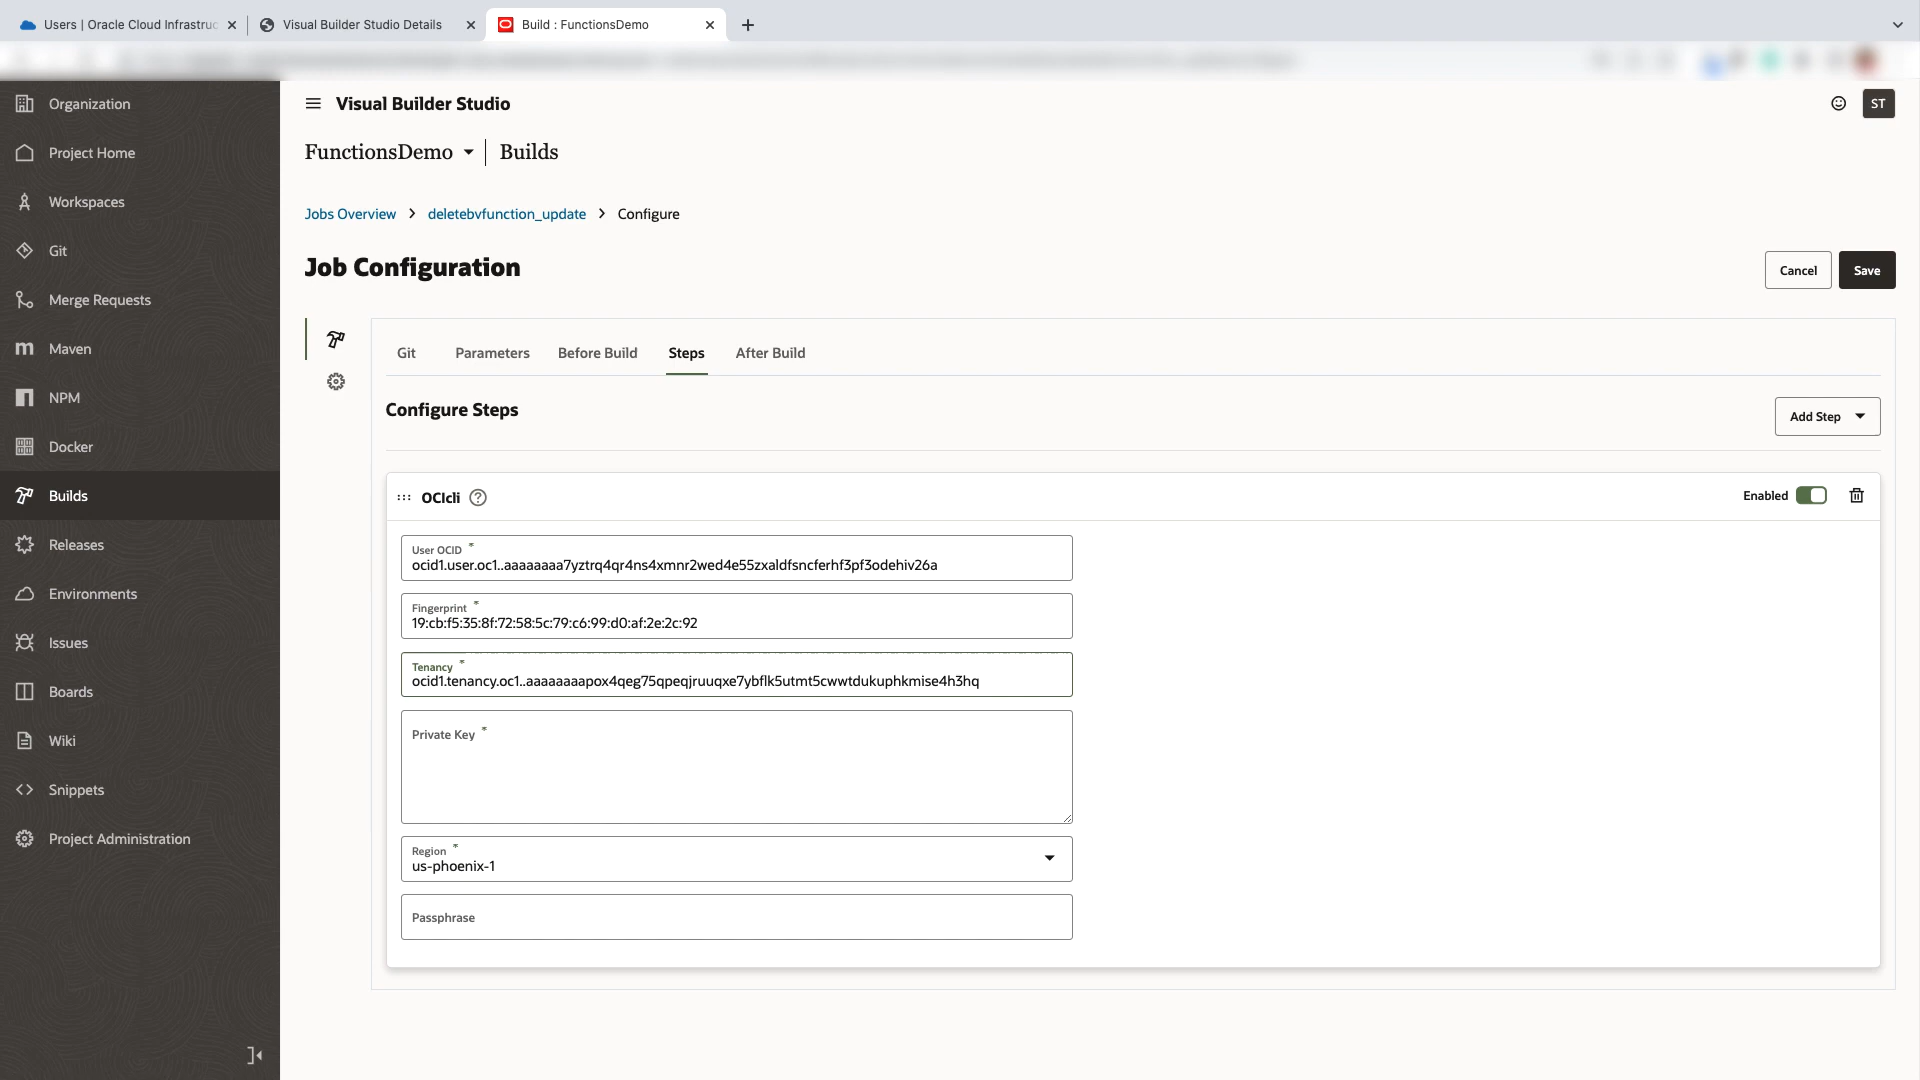 Users | Oracle Cloud Infrastruc
Visual Builder Studio Details
Build : FunctionsDemo
Organization
Project Home
Workspaces
Git
Merge Requests
Maven
NPM
Docker
Builds
Releases
Environments
Issues
Boards
Wiki
Snippets
Project Administration
Visual Builder Studio
ST
FunctionsDemo
Builds
Jobs Overview > deletebvfunction_update > Configure
Job Configuration
Cancel
Save
Git
Parameters
Before Build
Steps
After Build
Configure Steps
Add Step
OCIcli
Enabled
User OCID *
ocid1.user.oc1..aaaaaaaa7yztrq4qr4ns4xmnr2wed4e55zxaldfsncferhf3pf3odehiv26a
Fingerprint *
19:cb:f5:35:8f:72:58:5c:79:c6:99:d0:af:2e:2c:92
Tenancy *
ocid1.tenancy.oc1..aaaaaaaapox4qeg75qpeqjruuqxe7ybflk5utmt5cwwtdukuphkmise4h3hq
Private Key *
Region *
us-phoenix-1
Passphrase